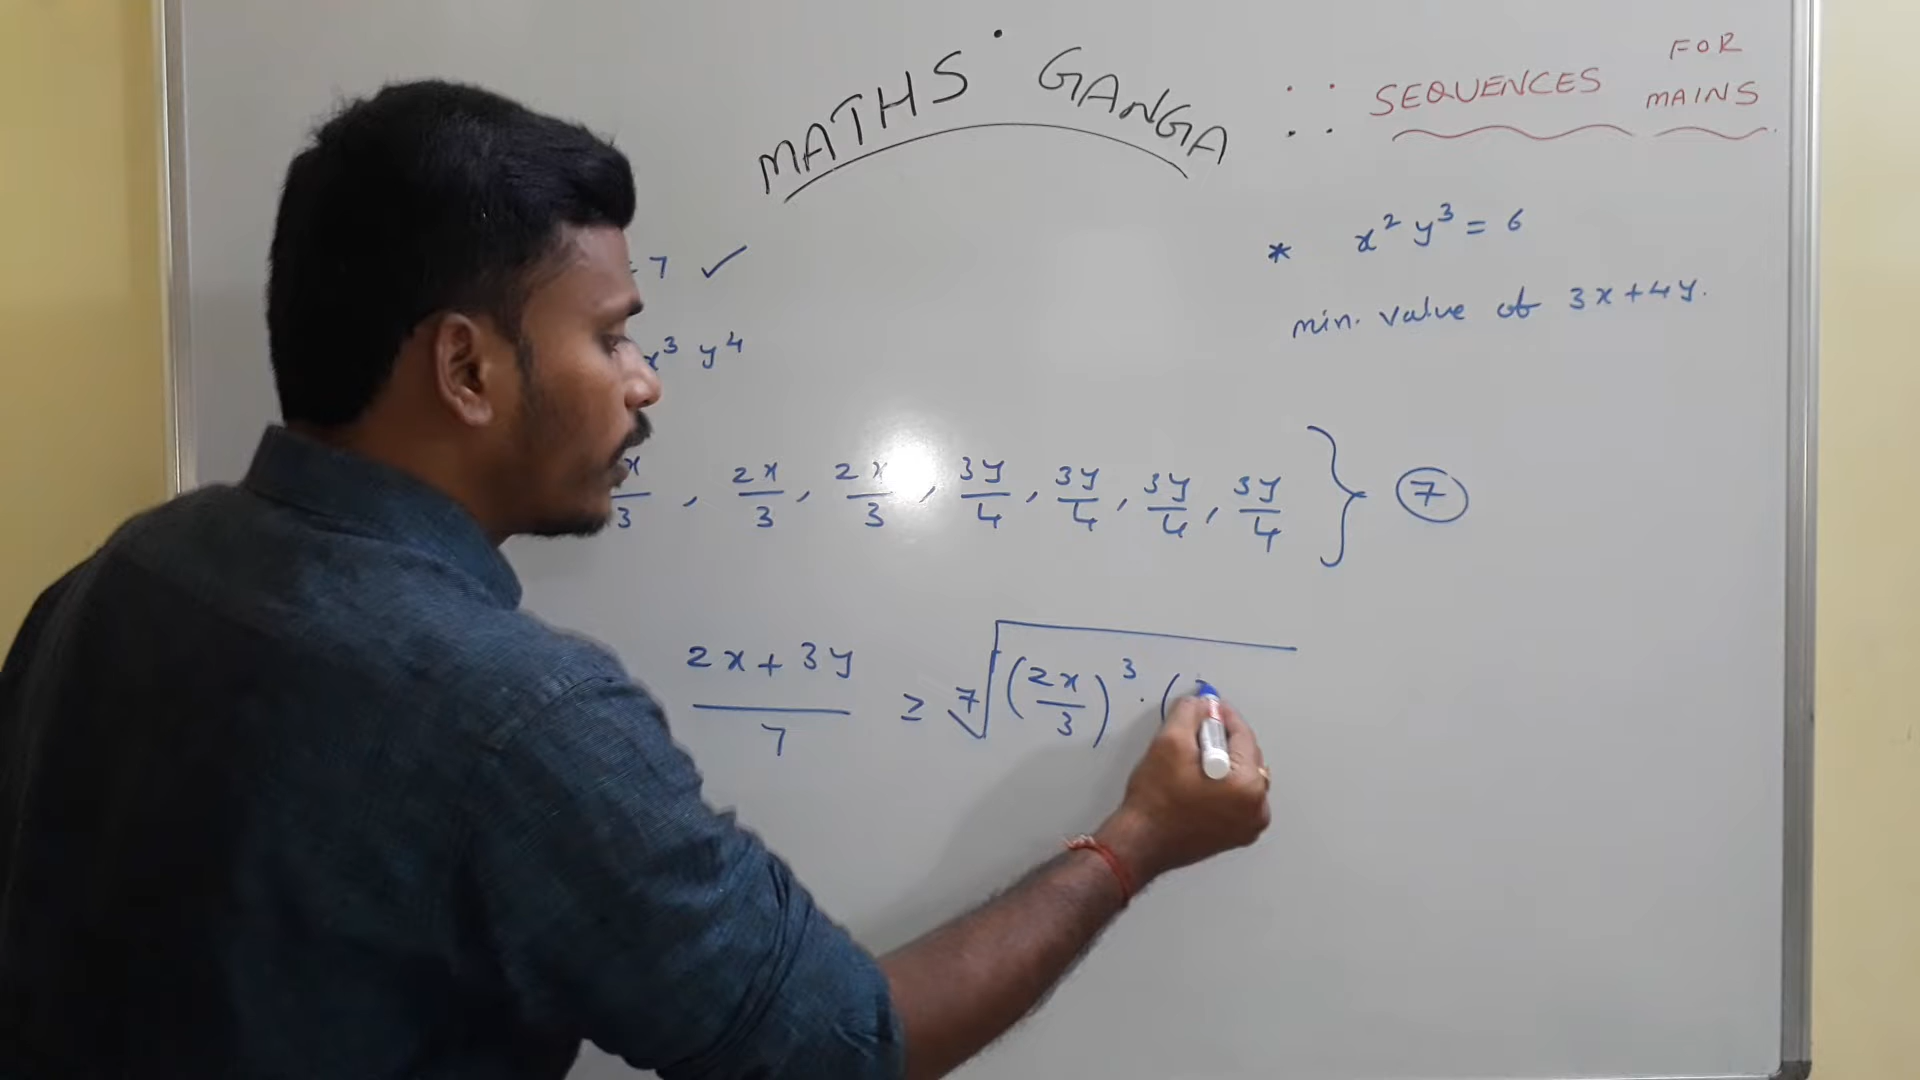 MATHS GANGA :: SEQUENCES FOR MAINS
= 7 ✓
x³ y⁴
* x² y³ = 6
min. value of 3x+4y.
x/3 , 2x/3 , 2x/3 , 3y/4 , 3y/4 , 3y/4 , 3y/4 } 7
(2x+3y)/7 ≥ ⁷√(2x/3)³ · (